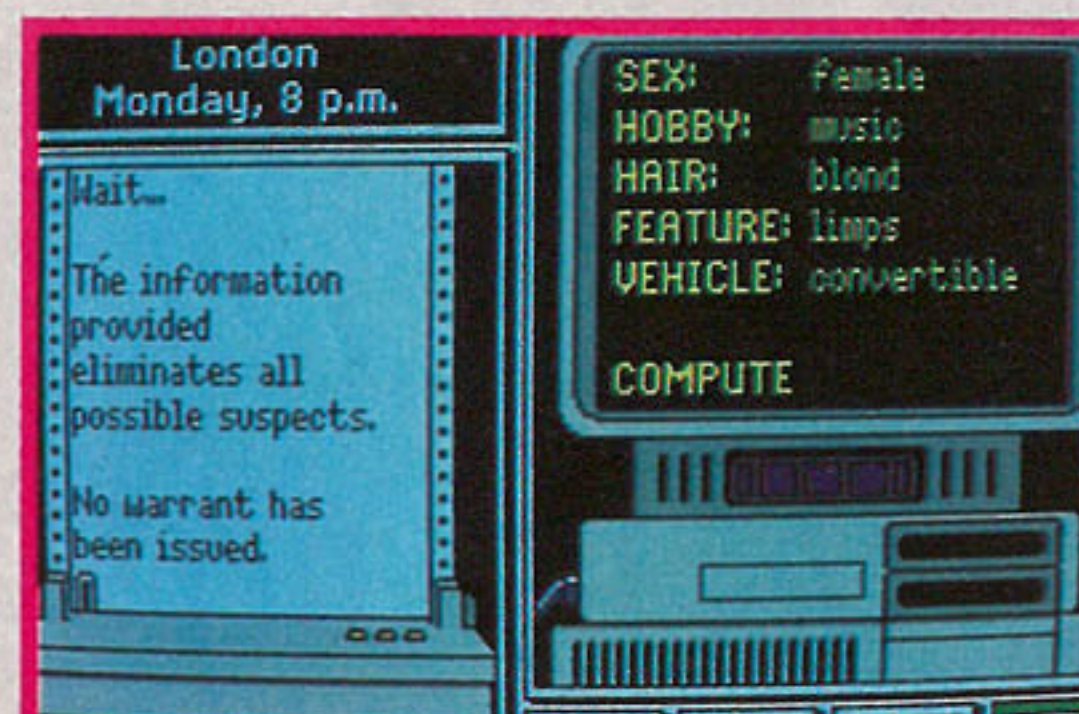 London
Monday, 8 p.m.
Wait...
The information
provided
eliminates all
possible suspects.
No warrant has
been issued.
SEX: female
HOBBY: music
HAIR: blond
FEATURE: limps
VEHICLE: convertible
COMPUTE